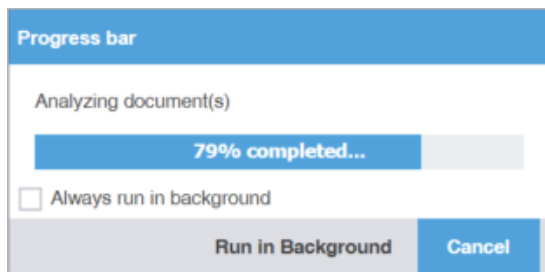 Progress bar
Analyzing document(s)
79% completed...
Always run in background
Run in Background Cancel